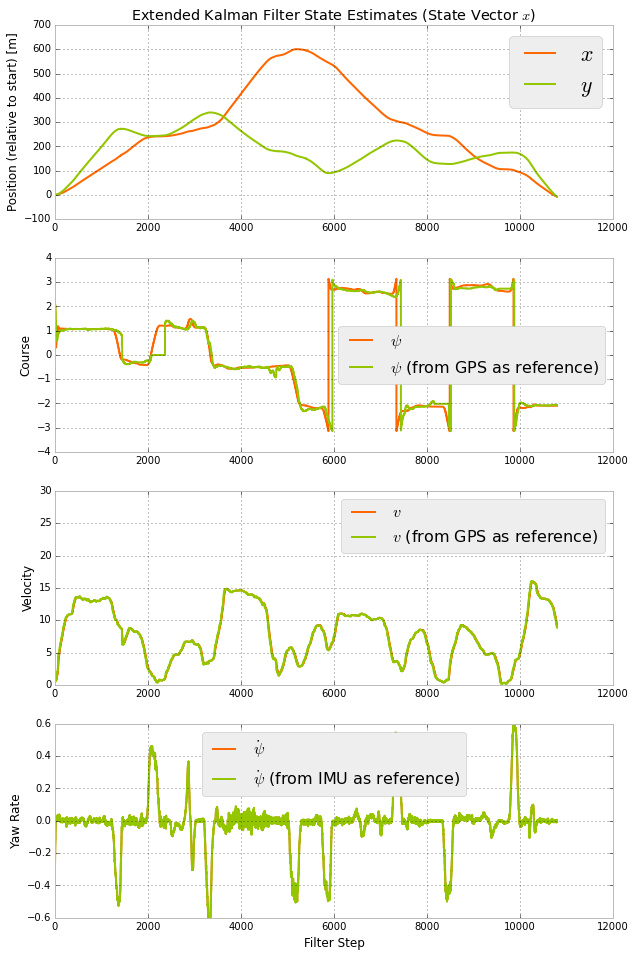 Extended Kalman Filter State Estimates (State Vector x)
700
600
500
400
300
200
100
0
−100
Position (relative to start) [m]
x
y
0 2000 4000 6000 8000 10000 12000
4
3
2
1
0
−1
−2
−3
−4
Course
ψ
ψ (from GPS as reference)
0 2000 4000 6000 8000 10000 12000
30
25
20
15
10
5
0
Velocity
v
v (from GPS as reference)
0 2000 4000 6000 8000 10000 12000
0.6
0.4
0.2
0.0
−0.2
−0.4
−0.6
Yaw Rate
ψ̇
ψ̇ (from IMU as reference)
0 2000 4000 6000 8000 10000 12000
Filter Step